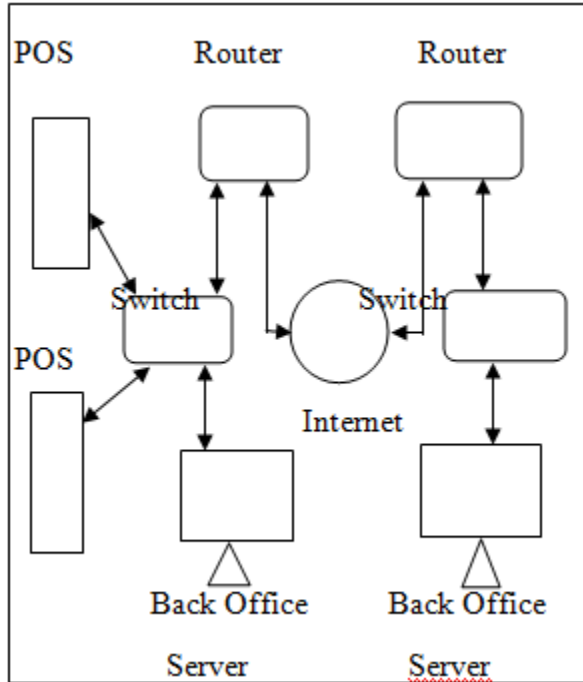 POS Router Router
Switch Switch
POS
Internet
Back Office Back Office
Server Server